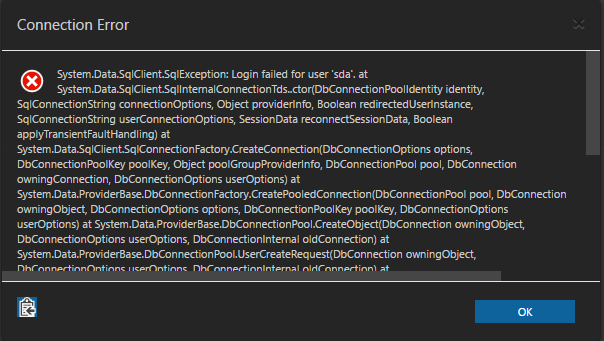 Connection Error
System.Data.SqlClient.SqlException: Login failed for user 'sda'. at
System.Data.SqlClient.SqlInternalConnectionTds..ctor(DbConnectionPoolIdentity identity,
SqlConnectionString connectionOptions, Object providerInfo, Boolean redirectedUserInstance,
SqlConnectionString userConnectionOptions, SessionData reconnectSessionData, Boolean
applyTransientFaultHandling) at
System.Data.SqlClient.SqlConnectionFactory.CreateConnection(DbConnectionOptions options,
DbConnectionPoolKey poolKey, Object poolGroupProviderInfo, DbConnectionPool pool, DbConnection
owningConnection, DbConnectionOptions userOptions) at
System.Data.ProviderBase.DbConnectionFactory.CreatePooledConnection(DbConnectionPool pool, DbConnection
owningObject, DbConnectionOptions options, DbConnectionPoolKey poolKey, DbConnectionOptions
userOptions) at System.Data.ProviderBase.DbConnectionPool.CreateObject(DbConnection owningObject,
DbConnectionOptions userOptions, DbConnectionInternal oldConnection) at
System.Data.ProviderBase.DbConnectionPool.UserCreateRequest(DbConnection owningObject,
DbConnectionOptions userOptions, DbConnectionInternal oldConnection) at
OK